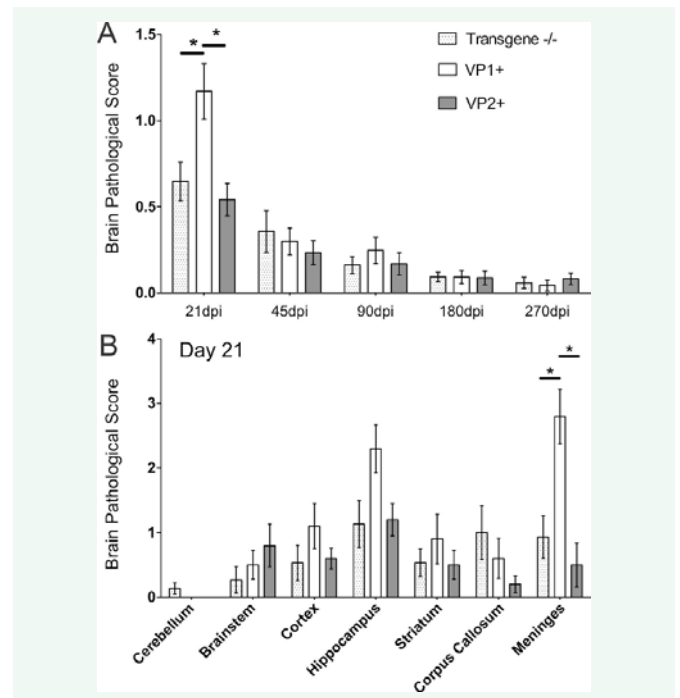 A
Brain Pathological Score
1.5
1.0
0.5
0.0
* *
Transgene -/-
VP1+
VP2+
21dpi 45dpi 90dpi 180dpi 270dpi
B
Day 21
Brain Pathological Score
4
3
2
1
0
*
*
Cerebellum
Brainstem
Cortex
Hippocampus
Striatum
Corpus Callosum
Meninges